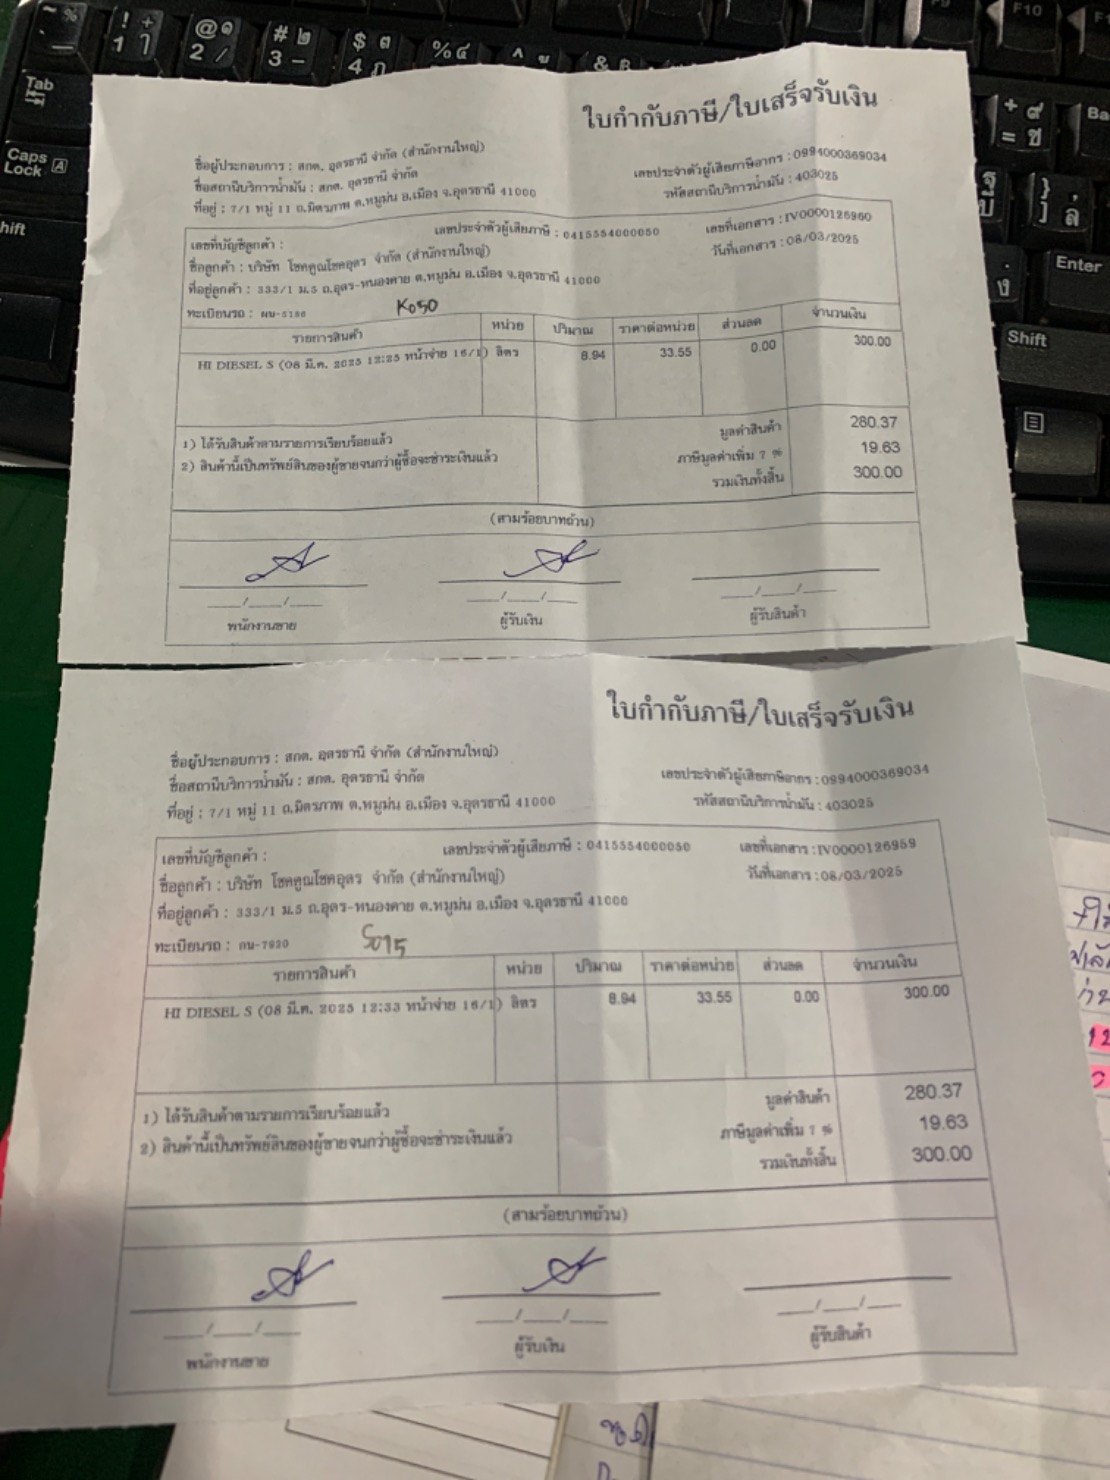 ใบกำกับภาษี/ใบเสร็จรับเงิน
ชื่อผู้ประกอบการ : สกต. อุดรธานี จำกัด (สำนักงานใหญ่)
เลขประจำตัวผู้เสียภาษีอากร : 0994000369034
ชื่อสถานีบริการน้ำมัน : สกต. อุดรธานี จำกัด
รหัสสถานีบริการน้ำมัน : 403025
ที่อยู่ : 7/1 หมู่ 11 ถ.มิตรภาพ ต.หมูม่น อ.เมือง จ.อุดรธานี 41000
เลขที่บัญชีลูกค้า : เลขประจำตัวผู้เสียภาษี : 0415554000050 เลขที่เอกสาร : IV0000126960
ชื่อลูกค้า : บริษัท โชคคูณโชคอุดร จำกัด (สำนักงานใหญ่) วันที่เอกสาร : 08/03/2025
ที่อยู่ลูกค้า : 333/1 ม.5 ถ.อุดร-หนองคาย ต.หมูม่น อ.เมือง จ.อุดรธานี 41000
ทะเบียนรถ : ผน-5186 K050
รายการสินค้า หน่วย ปริมาณ ราคาต่อหน่วย ส่วนลด จำนวนเงิน
HI DIESEL S (08 มี.ค. 2025 12:25 หน้าจ่าย 16/1) ลิตร 8.94 33.55 0.00 300.00
มูลค่าสินค้า 280.37
1) ได้รับสินค้าตามรายการเรียบร้อยแล้ว
ภาษีมูลค่าเพิ่ม 7 % 19.63
2) สินค้านี้เป็นทรัพย์สินของผู้ขายจนกว่าผู้ซื้อจะชำระเงินแล้ว
รวมเงินทั้งสิ้น 300.00
(สามร้อยบาทถ้วน)
___/___/___ ___/___/___ ___/___/___
พนักงานขาย ผู้รับเงิน ผู้รับสินค้า
ใบกำกับภาษี/ใบเสร็จรับเงิน
ชื่อผู้ประกอบการ : สกต. อุดรธานี จำกัด (สำนักงานใหญ่)
เลขประจำตัวผู้เสียภาษีอากร : 0994000369034
ชื่อสถานีบริการน้ำมัน : สกต. อุดรธานี จำกัด
รหัสสถานีบริการน้ำมัน : 403025
ที่อยู่ : 7/1 หมู่ 11 ถ.มิตรภาพ ต.หมูม่น อ.เมือง จ.อุดรธานี 41000
เลขที่บัญชีลูกค้า : เลขประจำตัวผู้เสียภาษี : 0415554000050 เลขที่เอกสาร : IV0000126959
ชื่อลูกค้า : บริษัท โชคคูณโชคอุดร จำกัด (สำนักงานใหญ่) วันที่เอกสาร : 08/03/2025
ที่อยู่ลูกค้า : 333/1 ม.5 ถ.อุดร-หนองคาย ต.หมูม่น อ.เมือง จ.อุดรธานี 41000
ทะเบียนรถ : กน-7920
รายการสินค้า หน่วย ปริมาณ ราคาต่อหน่วย ส่วนลด จำนวนเงิน
HI DIESEL S (08 มี.ค. 2025 12:33 หน้าจ่าย 16/1) ลิตร 8.94 33.55 0.00 300.00
มูลค่าสินค้า 280.37
1) ได้รับสินค้าตามรายการเรียบร้อยแล้ว
ภาษีมูลค่าเพิ่ม 7 % 19.63
2) สินค้านี้เป็นทรัพย์สินของผู้ขายจนกว่าผู้ซื้อจะชำระเงินแล้ว
รวมเงินทั้งสิ้น 300.00
(สามร้อยบาทถ้วน)
___/___/___ ___/___/___ ___/___/___
พนักงานขาย ผู้รับเงิน ผู้รับสินค้า
Tab
Caps Lock
F10
Enter
Shift